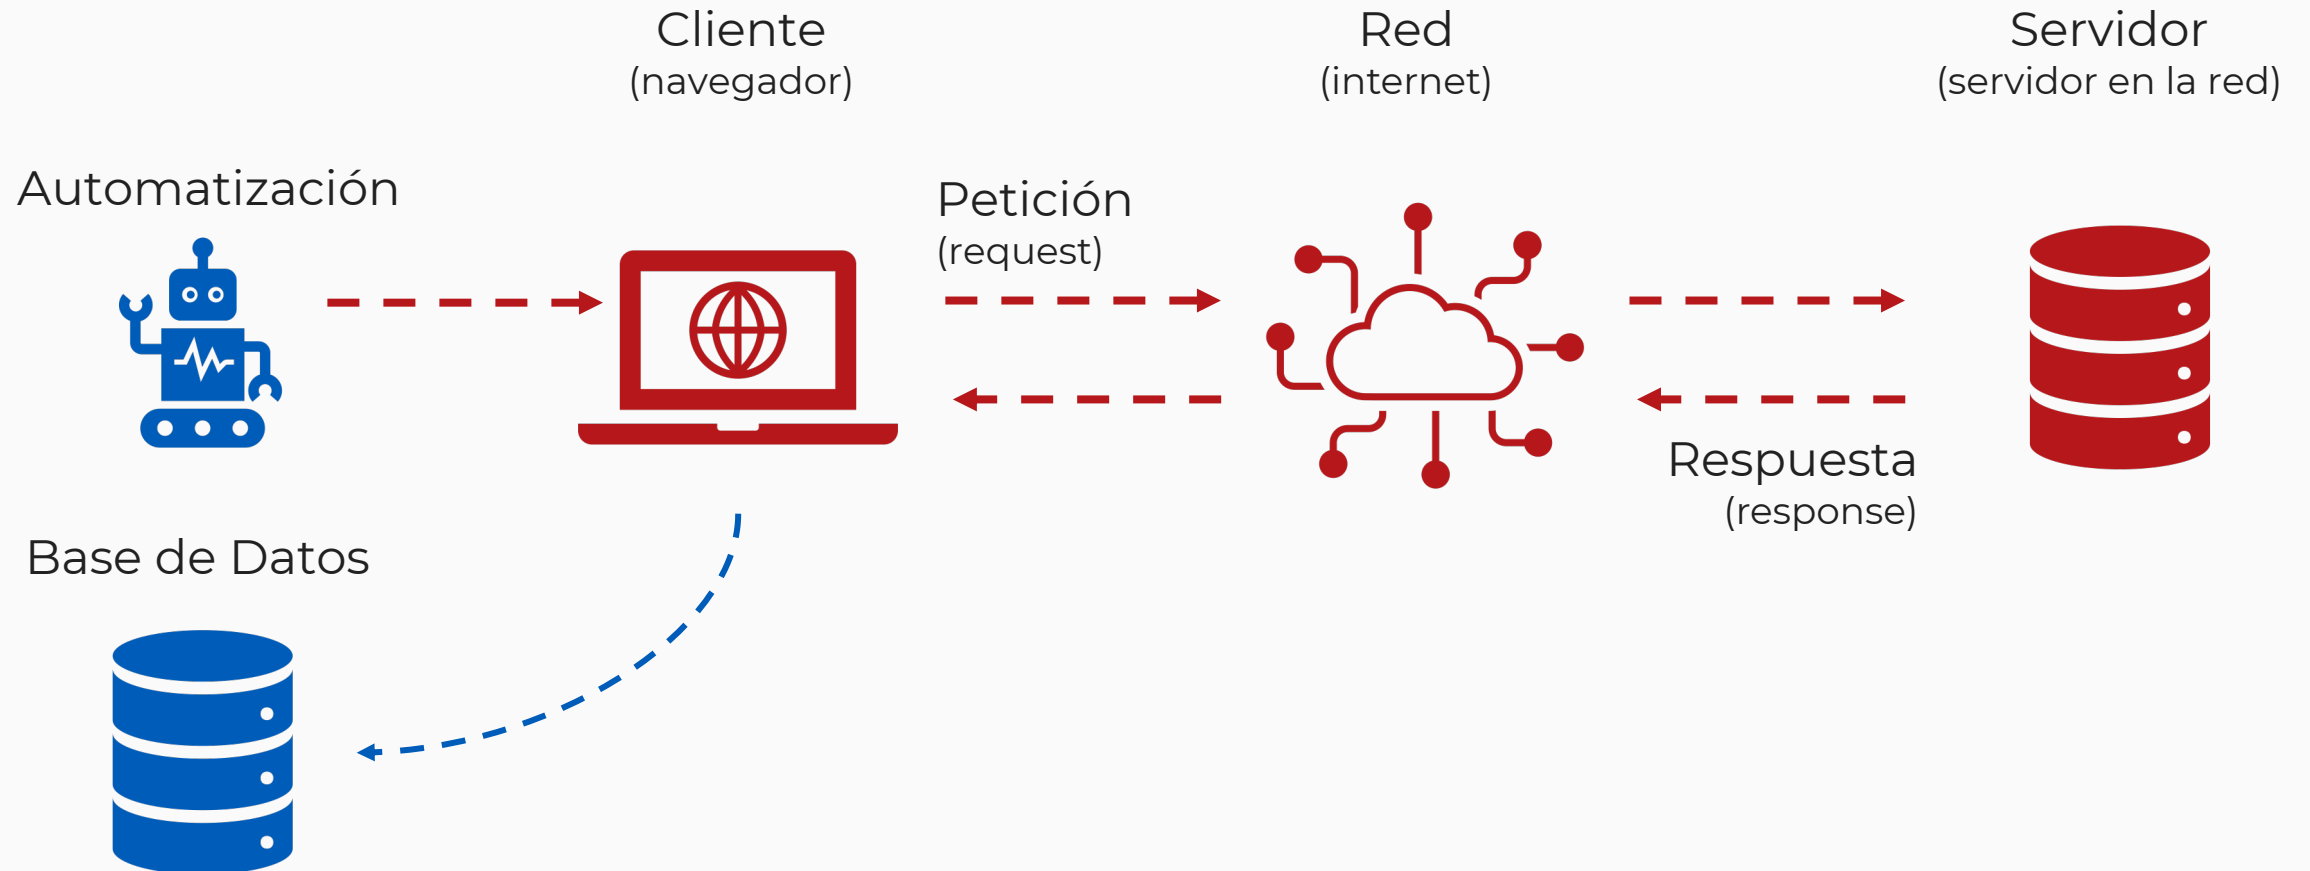 Cliente
(navegador)
Red
(internet)
Servidor
(servidor en la red)
Automatización
Petición
(request)
Respuesta
(response)
Base de Datos